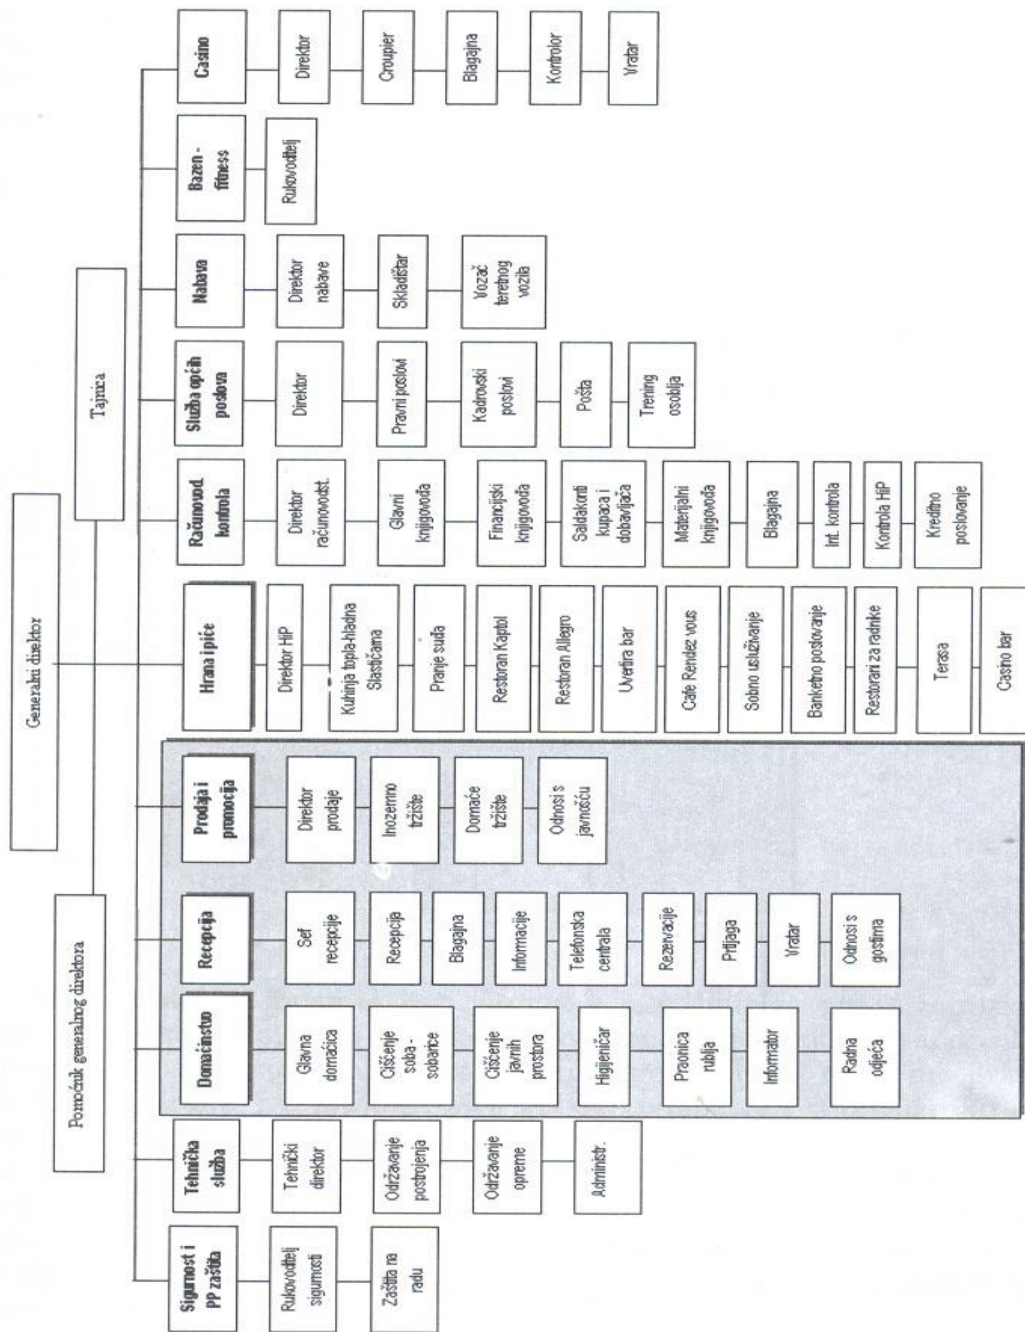 Generalni direktor
Pomoćnik generalnog direktora
Tajnica
Sigurnost i
PP zaštita
Rukovoditelj
sigurnosti
Zaštita na
radu
Tehnička
služba
Tehnički
direktor
Održavanje
postrojenja
Održavanje
opreme
Administr.
Domaćinstvo
Glavna
domaćica
Ciščenje
soba -
sobarice
Ciščenje
javnih
prostora
Higijeničar
Praonica
rublja
Informator
Radna
odjeća
Recepcija
Sef
recepcije
Recepcija
Blagajna
Informacije
Telefonska
centrala
Rezervacije
Prtljaga
Vratar
Odnosi s
gostima
Prodaja i
promocija
Direktor
prodaje
Inozemno
tržište
Domaće
tržište
Odnosi s
javnošću
Hrana i piće
Direktor HiP
Kuhinja topla-hladna
Slastičarna
Pranje suđa
Restoran Kaptol
Restoran Allegro
Uvertira bar
Cafe Rendez vous
Sobno usluživanje
Banketno poslovanje
Restorani za radnike
Terasa
Casino bar
Računovod.
kontrola
Direktor
računovodst.
Glavni
knjigovođa
Financijski
knjigovođa
Saldakonti
kupaca i
dobavljača
Materijalni
knjigovođa
Blagajna
Int. kontrola
Kontrola HiP
Kreditno
poslovanje
Služba općih
poslova
Direktor
Pravni poslovi
Kadrovski
poslovi
Pošta
Trening
osoblja
Nabava
Direktor
nabave
Skladištar
Vozač
teretnog
vozila
Bazen -
fitness
Rukovoditelj
Casino
Direktor
Croupier
Blagajna
Kontrolor
Vratar